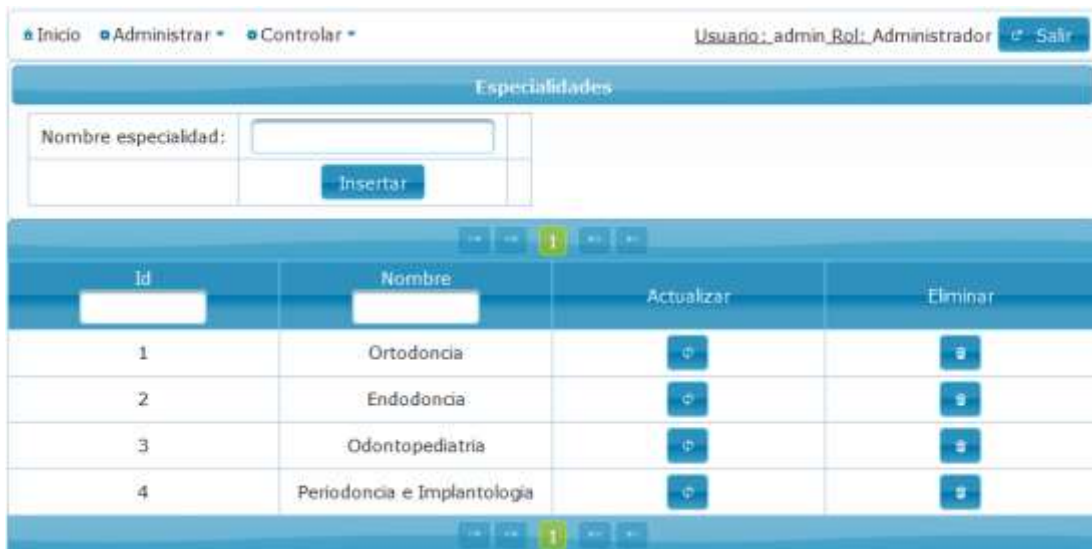 Inicio Administrar Controlar Usuario: admin Rol: Administrador Salir
Especialidades
Nombre especialidad:
Insertar
1
Id Nombre Actualizar Eliminar
1 Ortodoncia
2 Endodoncia
3 Odontopediatria
4 Periodoncia e Implantologia
1